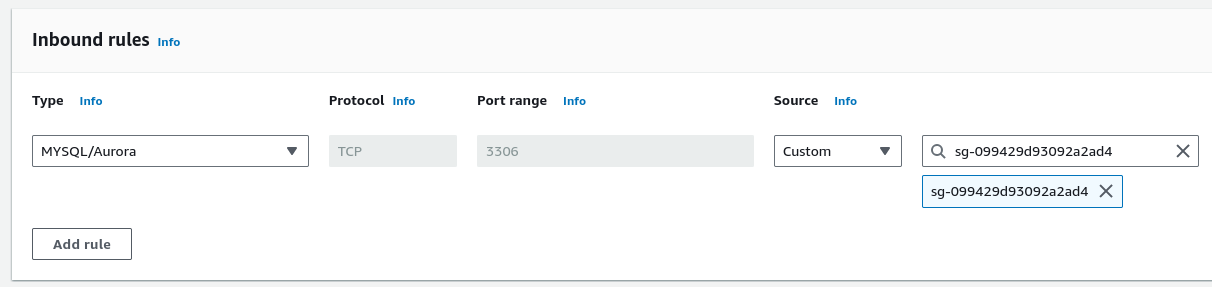 Inbound rules Info
Type Info Protocol Info Port range Info Source Info
MYSQL/Aurora TCP 3306 Custom sg-099429d93092a2ad4
sg-099429d93092a2ad4
Add rule